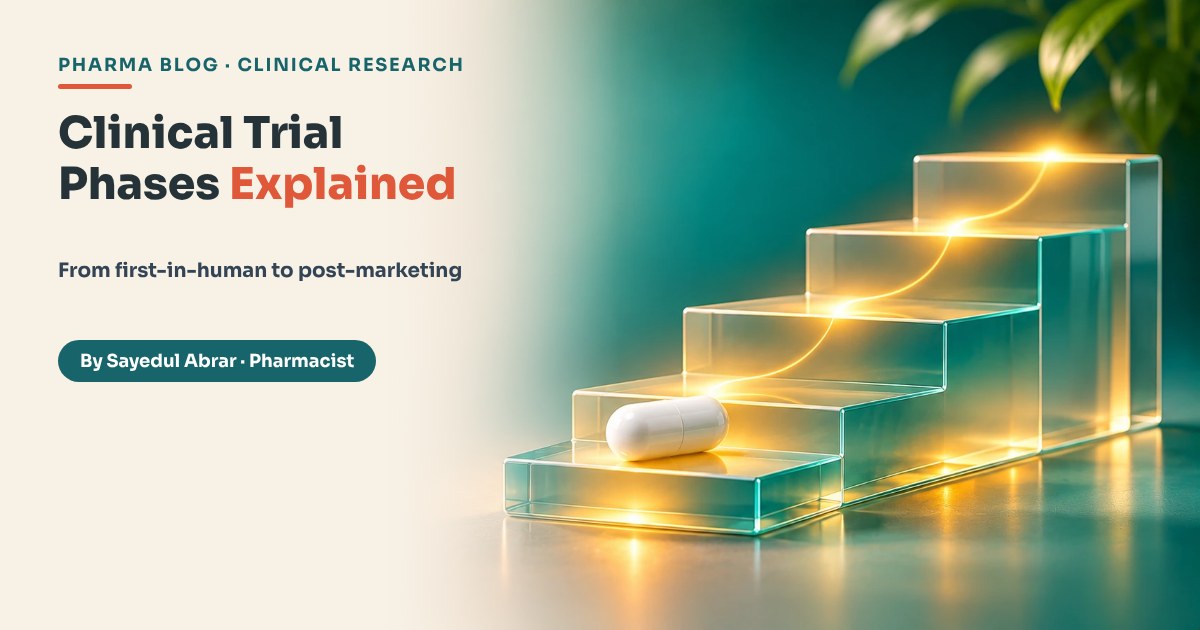 PHARMA BLOG · CLINICAL RESEARCH
Clinical Trial
Phases Explained
From first-in-human to post-marketing
By Sayedul Abrar · Pharmacist